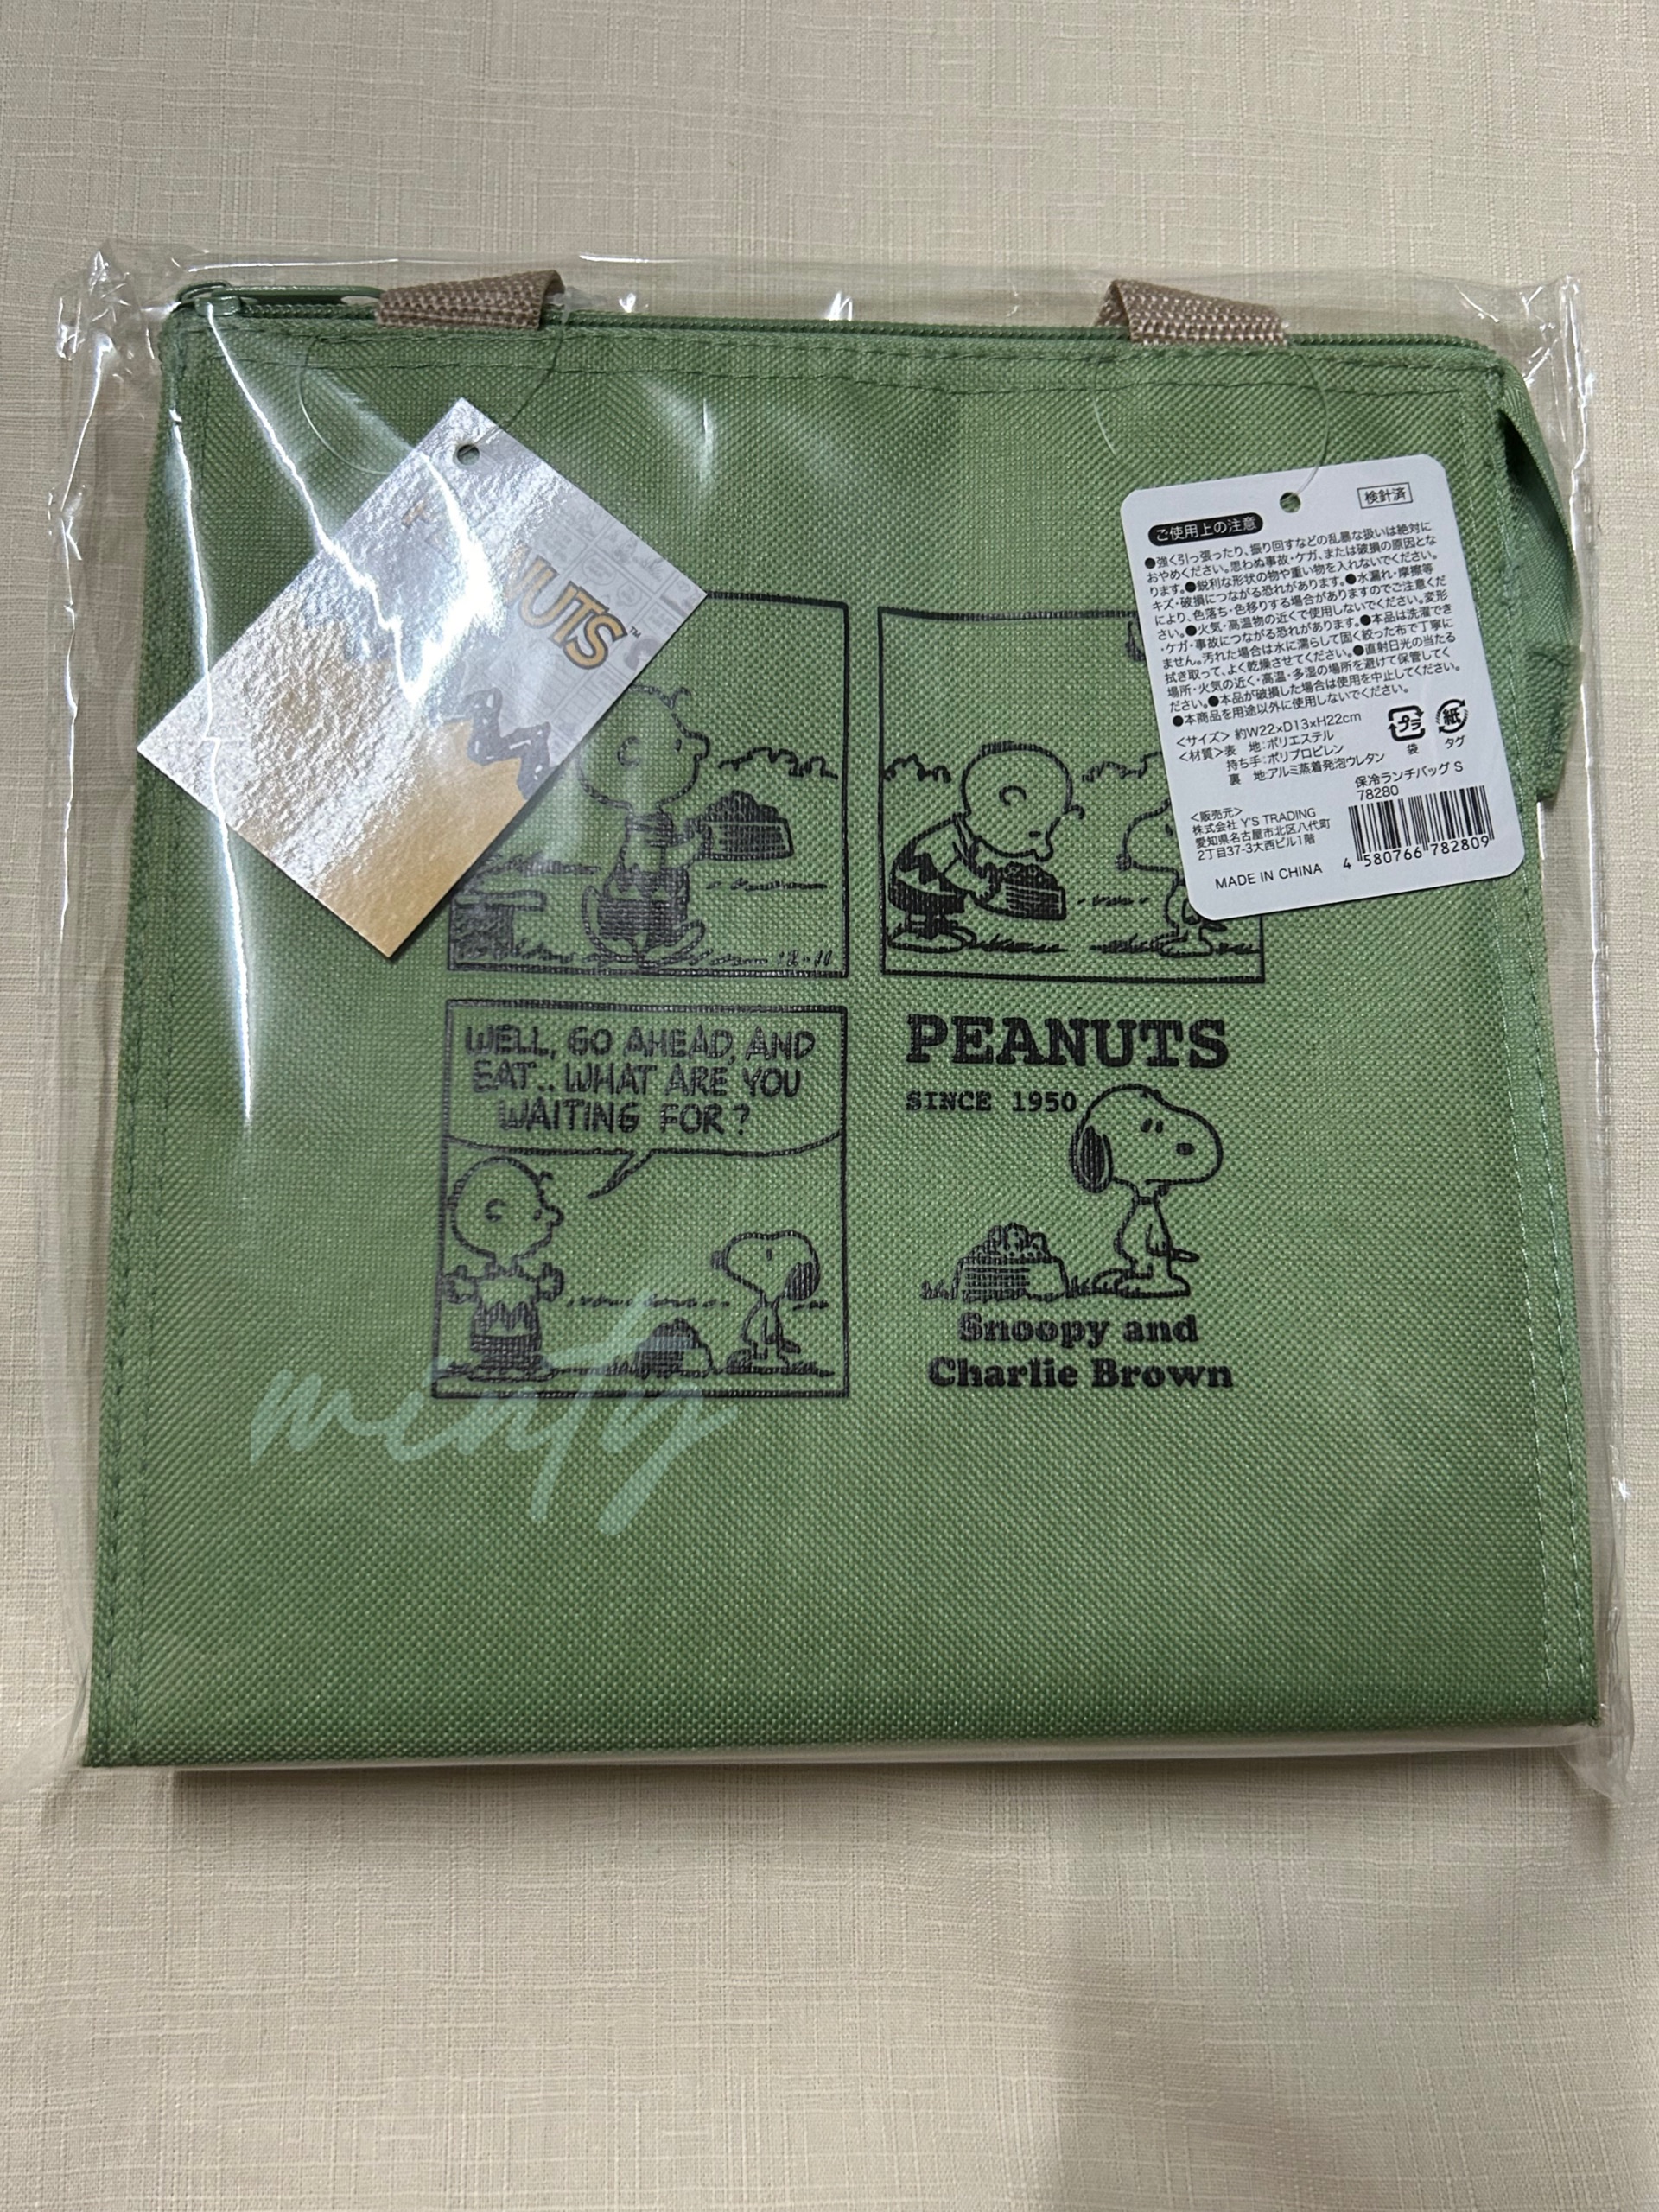 PEANUTS™
検針済
ご使用上の注意
●強く引っ張ったり、振り回すなどの乱暴な扱いは絶対に
おやめください。思わぬ事故・ケガ、または破損の原因とな
ります。●鋭利な形状の物や重い物を入れないでください。
キズ・破損につながる恐れがあります。●水漏れ・摩擦等
により、色落ち・色移りする場合がありますのでご注意くだ
さい。●火気・高温物の近くで使用しないでください。変形
・ケガ・事故につながる恐れがあります。●本品は洗濯でき
ません。汚れた場合は水に濡らして固く絞った布で丁寧に
拭き取って、よく乾燥させてください。●直射日光の当たる
場所・火気の近く・高温・多湿の場所を避けて保管してく
ださい。●本品が破損した場合は使用を中止してください。
●本商品を用途以外に使用しないでください。
<サイズ> 約W22×D13×H22cm
<材質> 表 地:ポリエステル
持ち手:ポリプロピレン
裏 地:アルミ蒸着発泡ウレタン
プラ
袋
紙
タグ
保冷ランチバッグ S
78280
<販売元>
株式会社 Y'S TRADING
愛知県名古屋市北区八代町
2丁目37-3大西ビル1階
MADE IN CHINA
4 580766 782809
12-11
WELL, GO AHEAD, AND
EAT.. WHAT ARE YOU
WAITING FOR?
PEANUTS
SINCE 1950
Snoopy and
Charlie Brown
minty